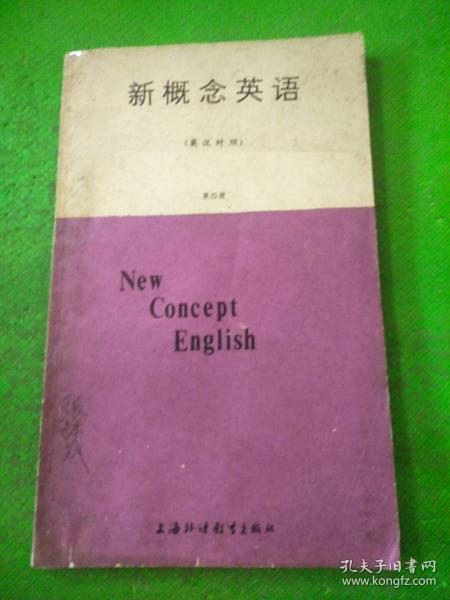 新概念英语
(英汉对照)
第四册
New
Concept
English
上海外语教育出版社
孔夫子旧书网
www.kongfz.com